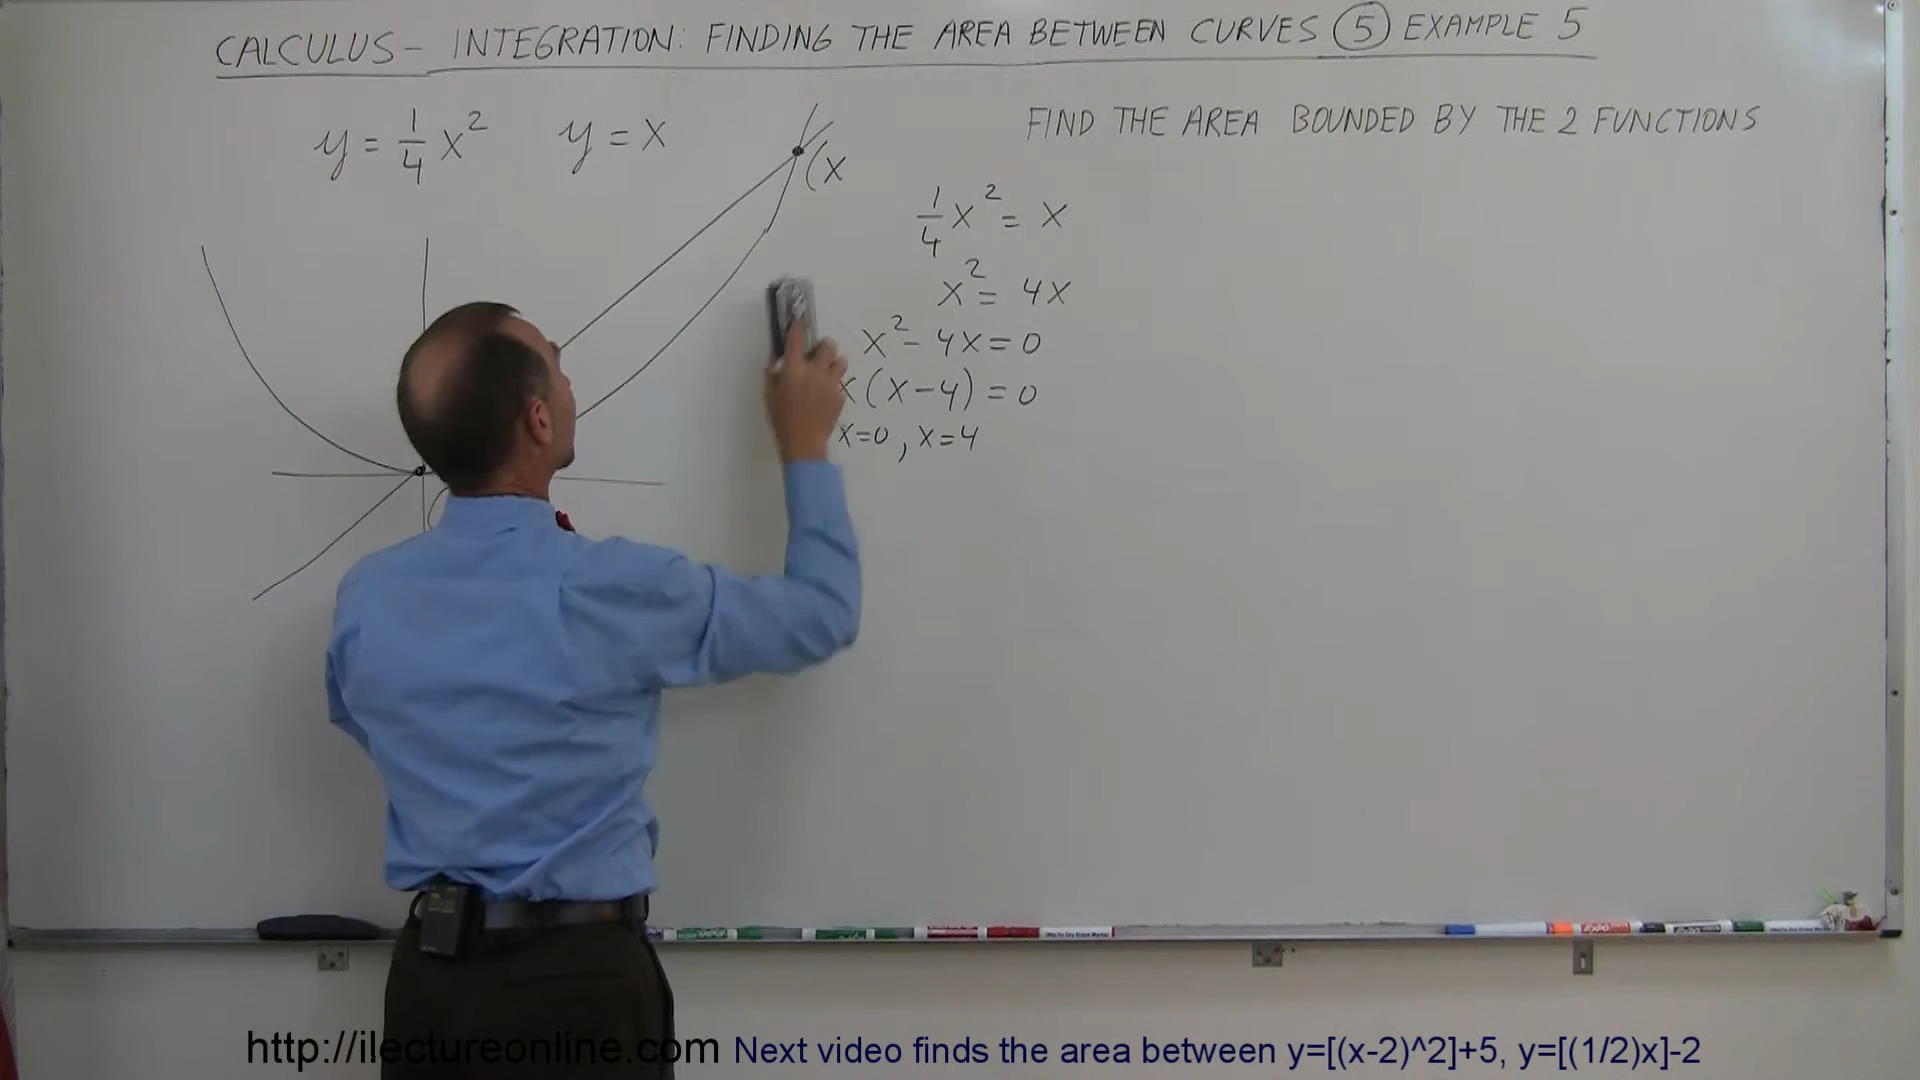 CALCULUS – INTEGRATION: FINDING THE AREA BETWEEN CURVES 5 EXAMPLE 5
y = 1/4 x² y = x
FIND THE AREA BOUNDED BY THE 2 FUNCTIONS
(x
1/4 x² = x
x² = 4x
x² - 4x = 0
x(x-4) = 0
x=0, x=4
http://ilectureonline.com Next video finds the area between y=[(x-2)^2]+5, y=[(1/2)x]-2